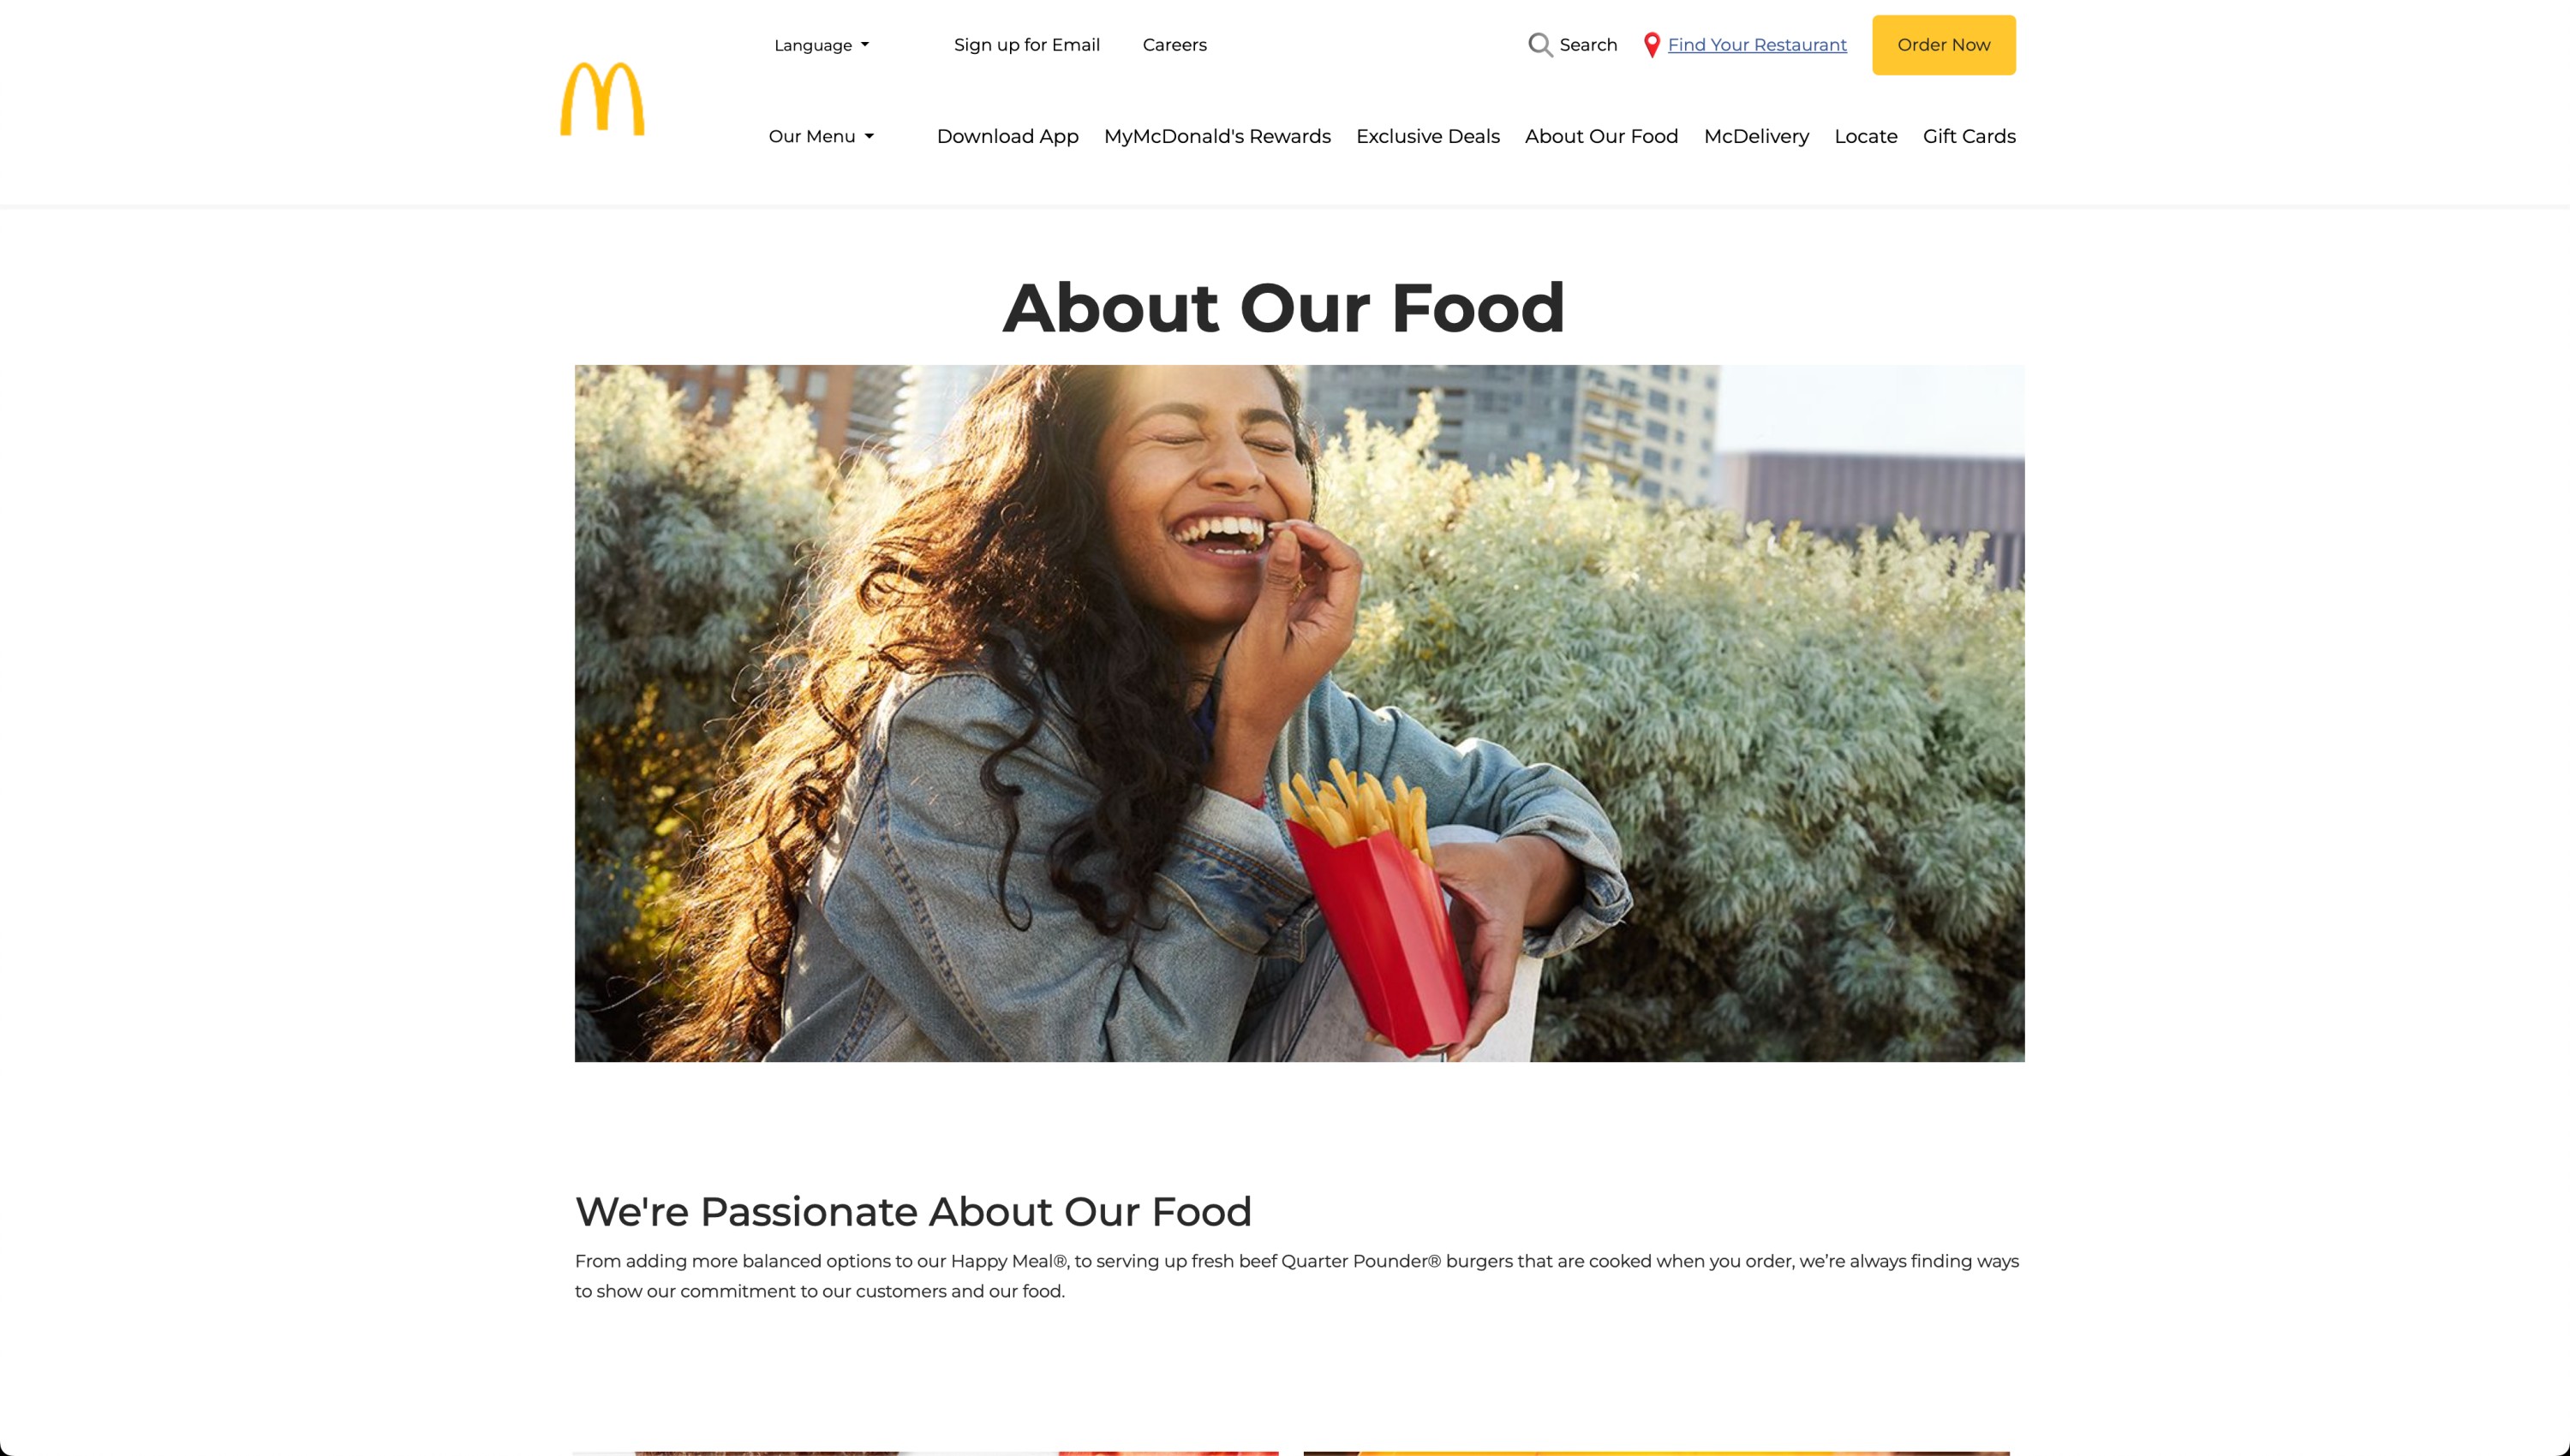 Language
Sign up for Email
Careers
Search
Find Your Restaurant
Order Now
Our Menu
Download App
MyMcDonald's Rewards
Exclusive Deals
About Our Food
McDelivery
Locate
Gift Cards
About Our Food
We're Passionate About Our Food
From adding more balanced options to our Happy Meal®, to serving up fresh beef Quarter Pounder® burgers that are cooked when you order, we’re always finding ways
to show our commitment to our customers and our food.